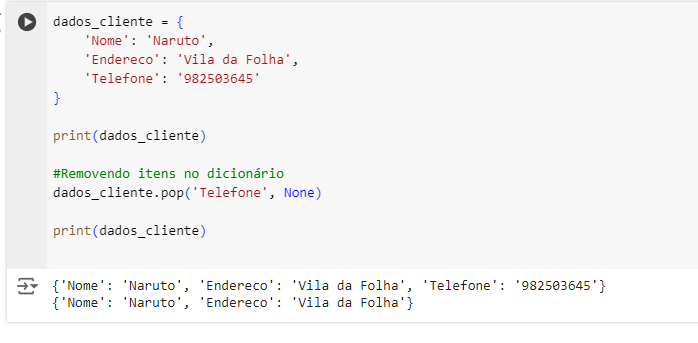 dados_cliente = {
    'Nome': 'Naruto',
    'Endereco': 'Vila da Folha',
    'Telefone': '982503645'
}
print(dados_cliente)
#Removendo itens no dicionário
dados_cliente.pop('Telefone', None)
print(dados_cliente)
{'Nome': 'Naruto', 'Endereco': 'Vila da Folha', 'Telefone': '982503645'}
{'Nome': 'Naruto', 'Endereco': 'Vila da Folha'}